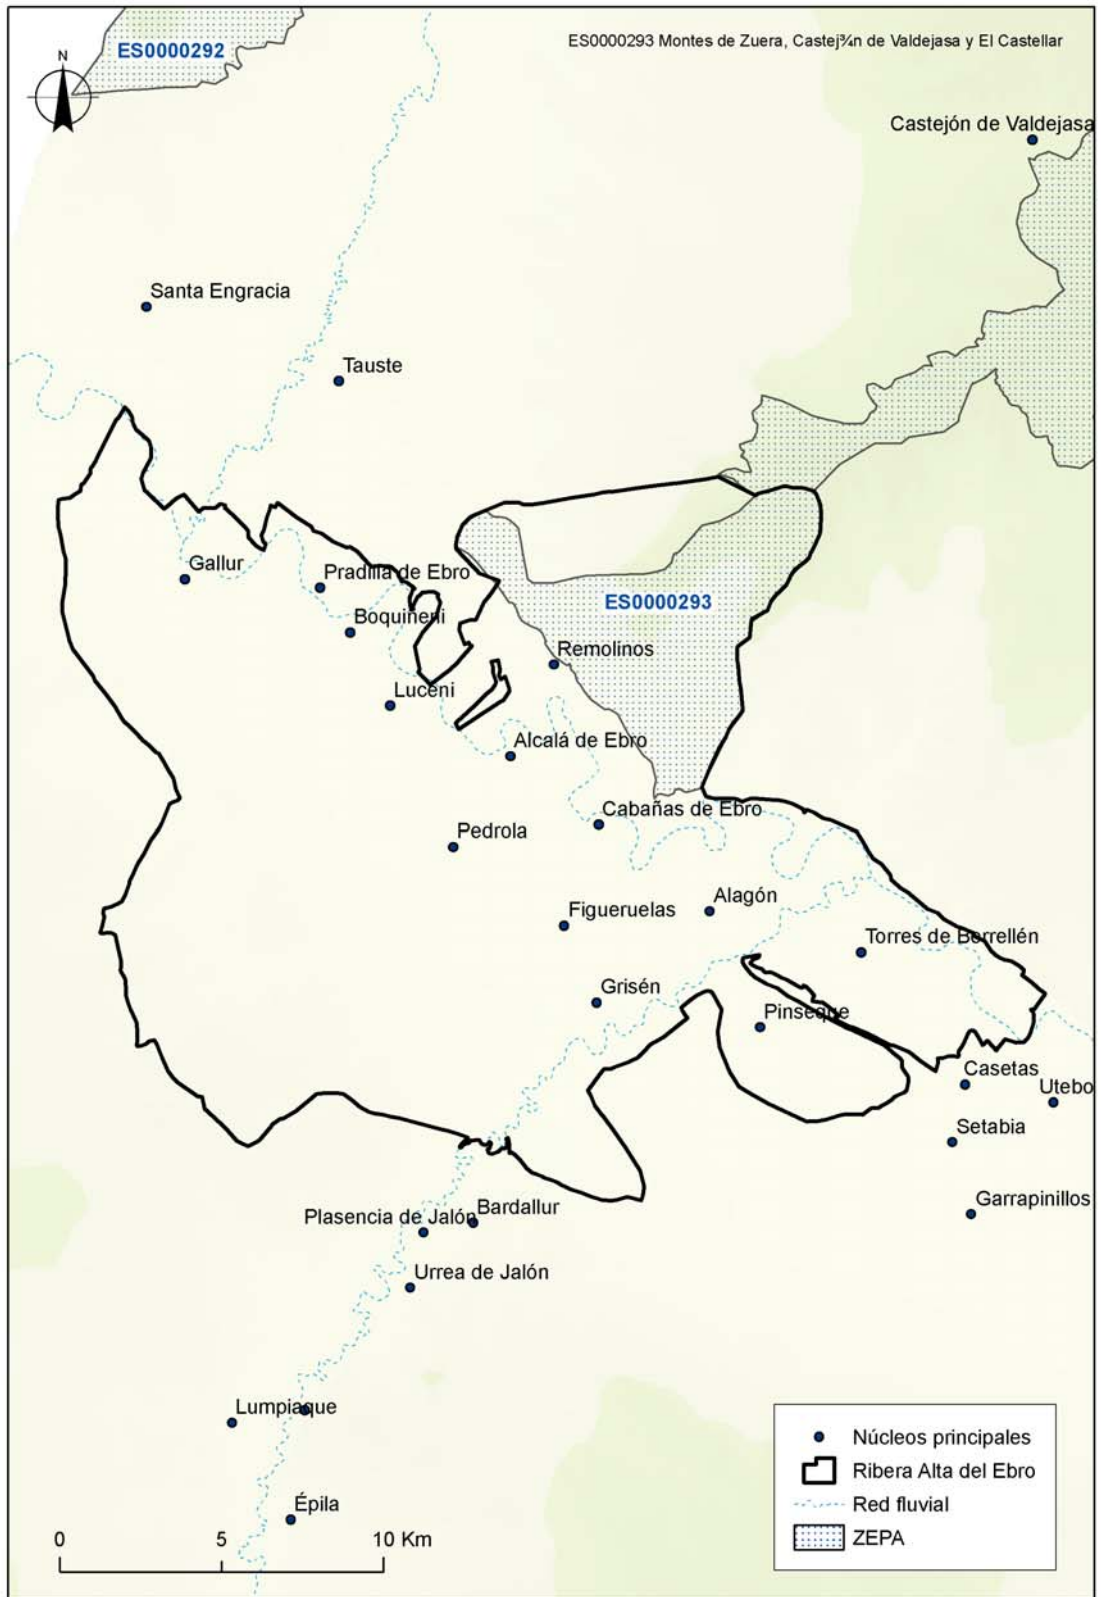 ES0000292
N
ES0000293 Montes de Zuera, Castej¾n de Valdejasa y El Castellar
Castejón de Valdejasa
Santa Engracia
Tauste
Gallur
Pradilla de Ebro
ES0000293
Boquineni
Remolinos
Luceni
Alcalá de Ebro
Cabañas de Ebro
Pedrola
Alagón
Figueruelas
Torres de Berrellén
Grisén
Pinseque
Casetas
Utebo
Setabia
Garrapinillos
Bardallur
Plasencia de Jalón
Urrea de Jalón
Lumpiaque
Épila
0 5 10 Km
Núcleos principales
Ribera Alta del Ebro
Red fluvial
ZEPA